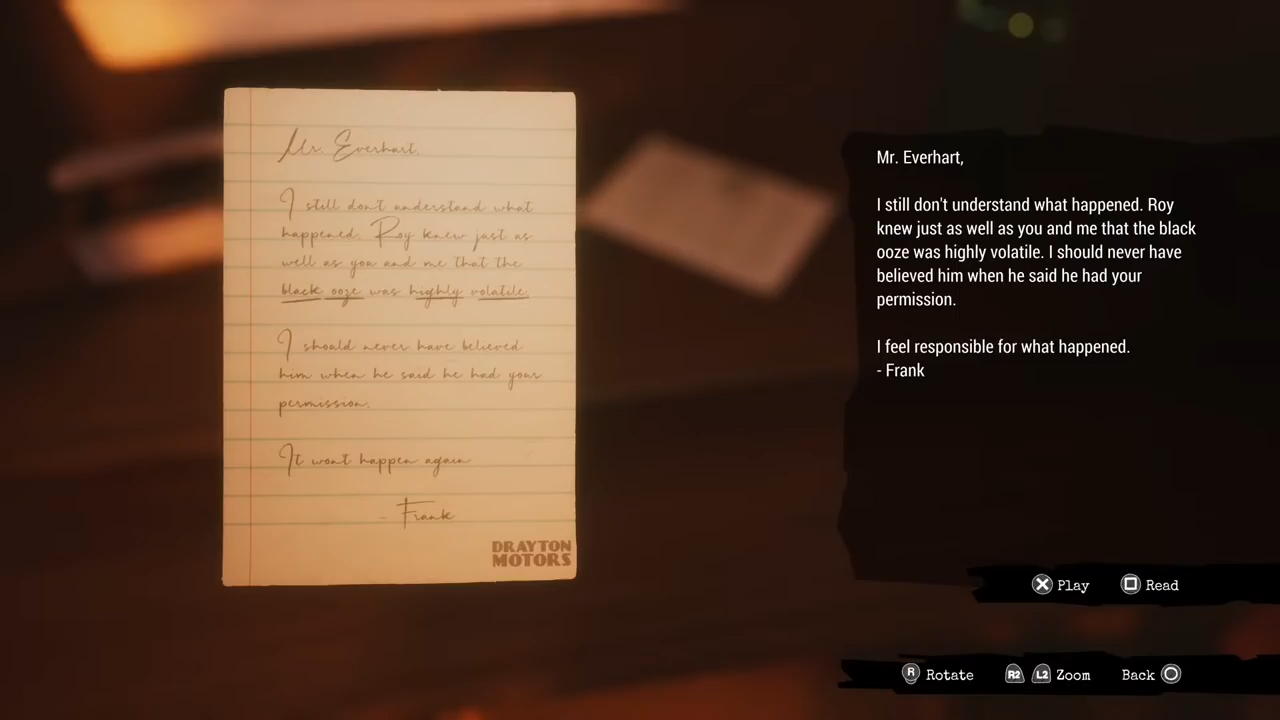 Mr. Everhart,
I still don't understand what
happened. Roy knew just as
well as you and me that the
black ooze was highly volatile.
I should never have believed
him when he said he had your
permission.
It won't happen again
- Frank
DRAYTON
MOTORS
Mr. Everhart,
I still don't understand what happened. Roy
knew just as well as you and me that the black
ooze was highly volatile. I should never have
believed him when he said he had your
permission.
I feel responsible for what happened.
- Frank
Play Read
R Rotate R2 L2 Zoom Back